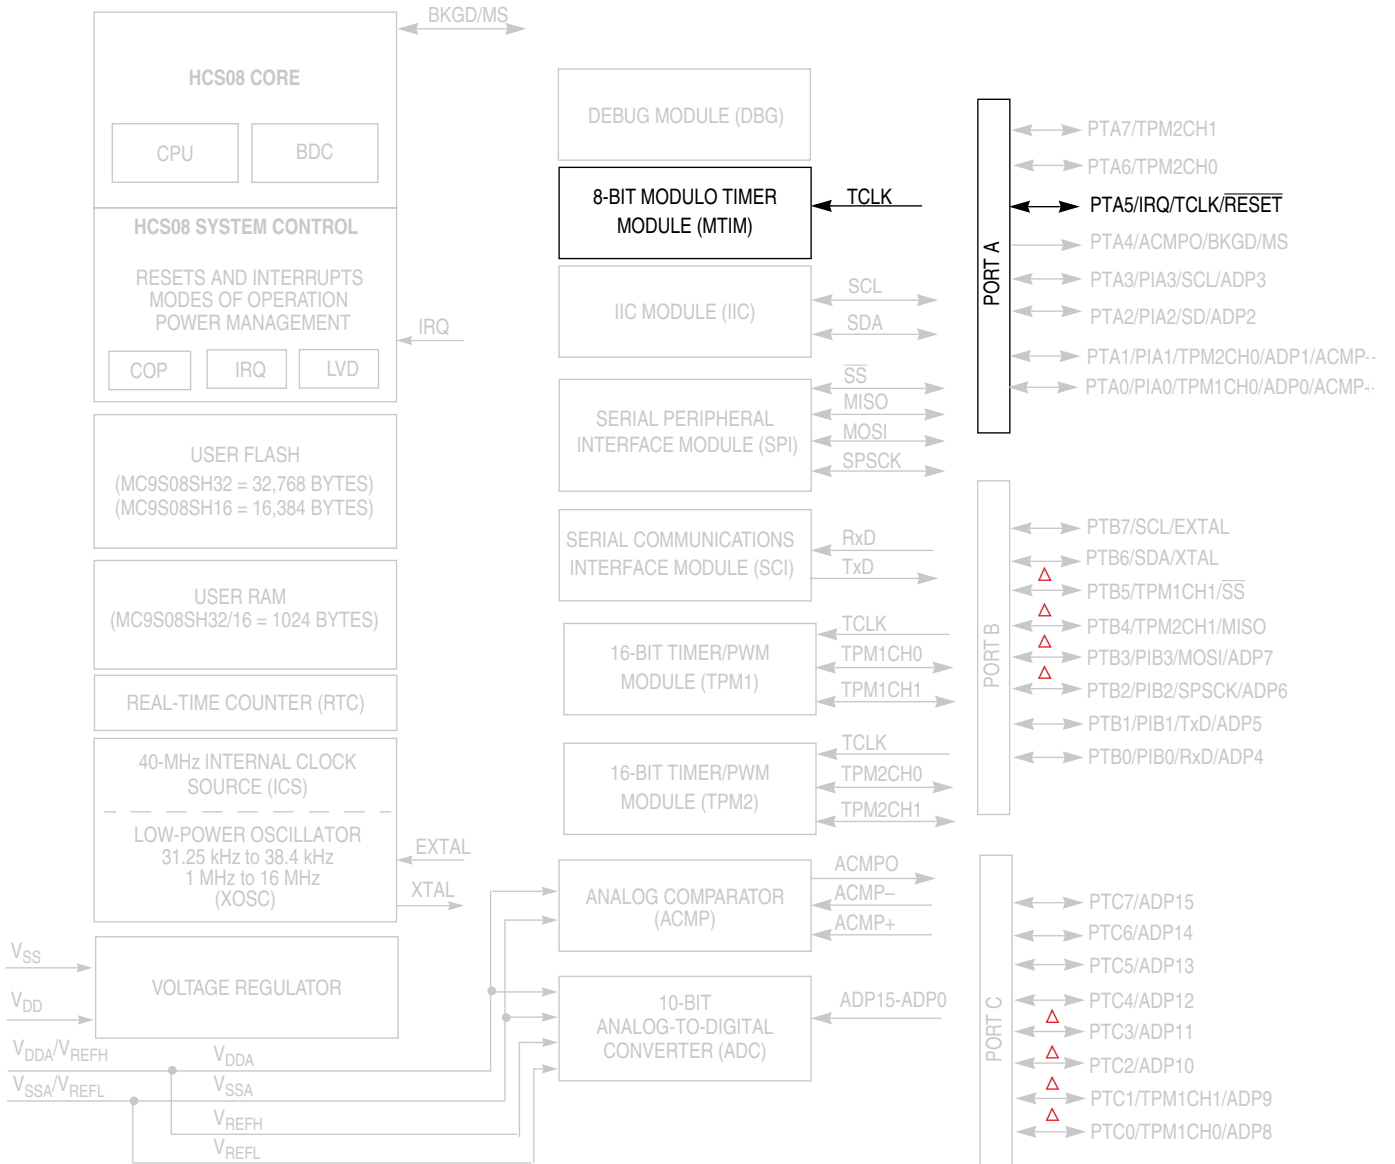 BKGD/MS
HCS08 CORE
CPU
BDC
HCS08 SYSTEM CONTROL
RESETS AND INTERRUPTS
MODES OF OPERATION
POWER MANAGEMENT
IRQ
COP
IRQ
LVD
USER FLASH
(MC9S08SH32 = 32,768 BYTES)
(MC9S08SH16 = 16,384 BYTES)
USER RAM
(MC9S08SH32/16 = 1024 BYTES)
REAL-TIME COUNTER (RTC)
40-MHz INTERNAL CLOCK
SOURCE (ICS)
LOW-POWER OSCILLATOR
31.25 kHz to 38.4 kHz
1 MHz to 16 MHz
(XOSC)
EXTAL
XTAL
VSS
VDD
VOLTAGE REGULATOR
VDDA/VREFH
VSSA/VREFL
VDDA
VSSA
VREFH
VREFL
DEBUG MODULE (DBG)
8-BIT MODULO TIMER
MODULE (MTIM)
TCLK
IIC MODULE (IIC)
SCL
SDA
SERIAL PERIPHERAL
INTERFACE MODULE (SPI)
SS
MISO
MOSI
SPSCK
SERIAL COMMUNICATIONS
INTERFACE MODULE (SCI)
RxD
TxD
16-BIT TIMER/PWM
MODULE (TPM1)
TCLK
TPM1CH0
TPM1CH1
16-BIT TIMER/PWM
MODULE (TPM2)
TCLK
TPM2CH0
TPM2CH1
ANALOG COMPARATOR
(ACMP)
ACMPO
ACMP–
ACMP+
10-BIT
ANALOG-TO-DIGITAL
CONVERTER (ADC)
ADP15-ADP0
PORT A
PTA7/TPM2CH1
PTA6/TPM2CH0
PTA5/IRQ/TCLK/RESET
PTA4/ACMPO/BKGD/MS
PTA3/PIA3/SCL/ADP3
PTA2/PIA2/SD/ADP2
PTA1/PIA1/TPM2CH0/ADP1/ACMP-
PTA0/PIA0/TPM1CH0/ADP0/ACMP-
PORT B
PTB7/SCL/EXTAL
PTB6/SDA/XTAL
PTB5/TPM1CH1/SS
PTB4/TPM2CH1/MISO
PTB3/PIB3/MOSI/ADP7
PTB2/PIB2/SPSCK/ADP6
PTB1/PIB1/TxD/ADP5
PTB0/PIB0/RxD/ADP4
PORT C
PTC7/ADP15
PTC6/ADP14
PTC5/ADP13
PTC4/ADP12
PTC3/ADP11
PTC2/ADP10
PTC1/TPM1CH1/ADP9
PTC0/TPM1CH0/ADP8